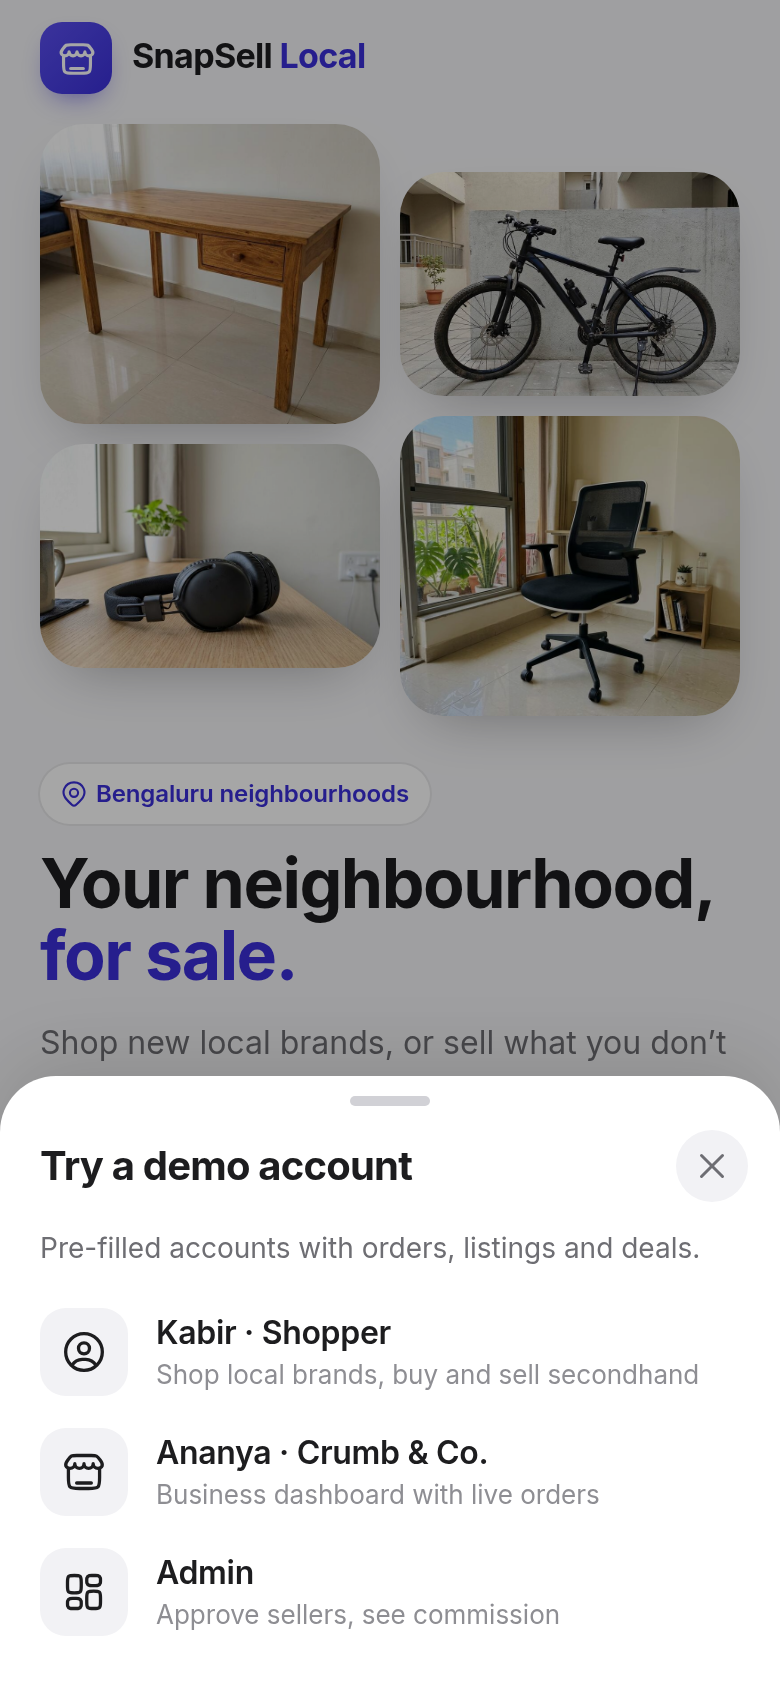 SnapSell Local
Bengaluru neighbourhoods
Your neighbourhood,
for sale.
Shop new local brands, or sell what you don’t
Try a demo account
Pre-filled accounts with orders, listings and deals.
Kabir · Shopper
Shop local brands, buy and sell secondhand
Ananya · Crumb & Co.
Business dashboard with live orders
Admin
Approve sellers, see commission